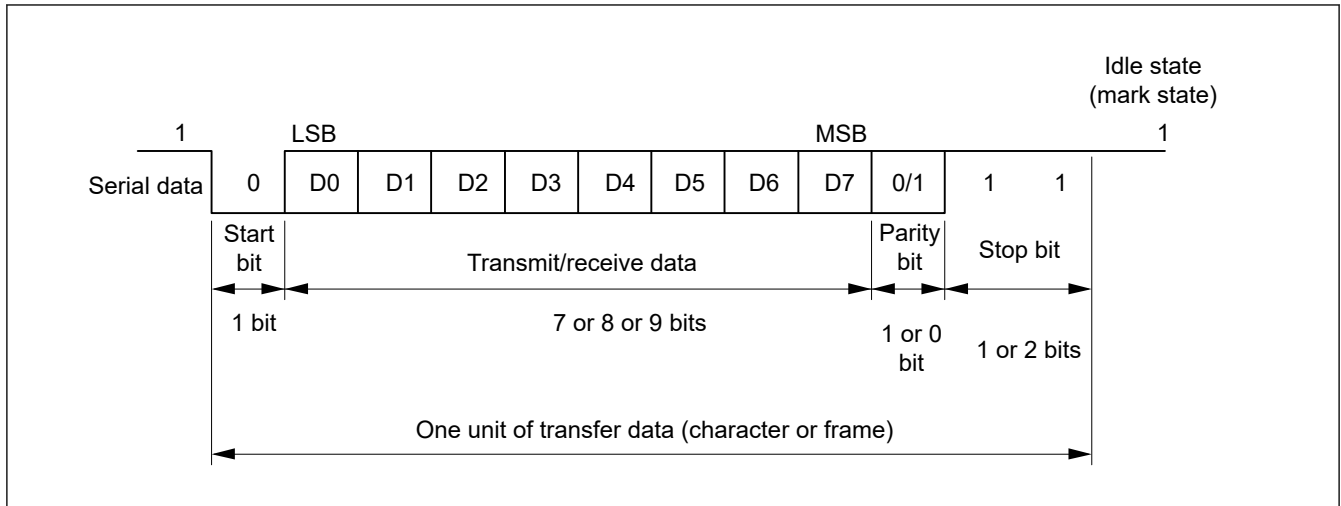 Idle state
(mark state)
1 LSB MSB 1
Serial data 0 D0 D1 D2 D3 D4 D5 D6 D7 0/1 1 1
Start
bit
Transmit/receive data
Parity
bit
Stop bit
1 bit
7 or 8 or 9 bits
1 or 0
bit
1 or 2 bits
One unit of transfer data (character or frame)